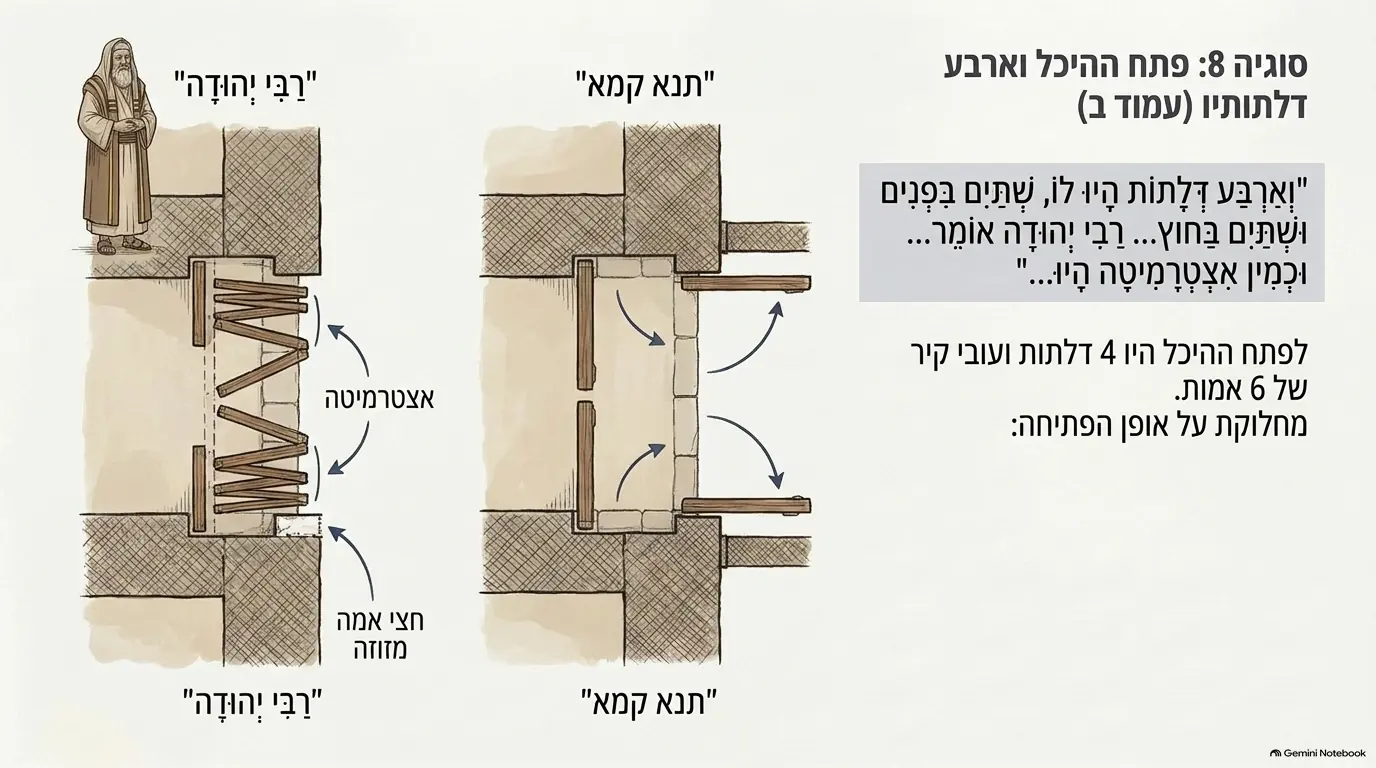 סוגיה 8: פתח ההיכל וארבע
דלתותיו (עמוד ב)
"וְאַרְבַּע דְּלָתוֹת הָיוּ לוֹ, שְׁתַּיִם בִּפְנִים
וּשְׁתַּיִם בַּחוּץ... רַבִּי יְהוּדָה אוֹמֵר...
וּכְמִין אִצְטְרָמִיטָה הָיוּ..."
לפתח ההיכל היו 4 דלתות ועובי קיר
של 6 אמות.
מחלוקת על אופן הפתיחה:
"תנא קמא"
"תנא קמא"
"רַבִּי יְהוּדָה"
אצטרמיטה
חצי אמה
מזוזה
"רַבִּי יְהוּדָה"
Gemini Notebook